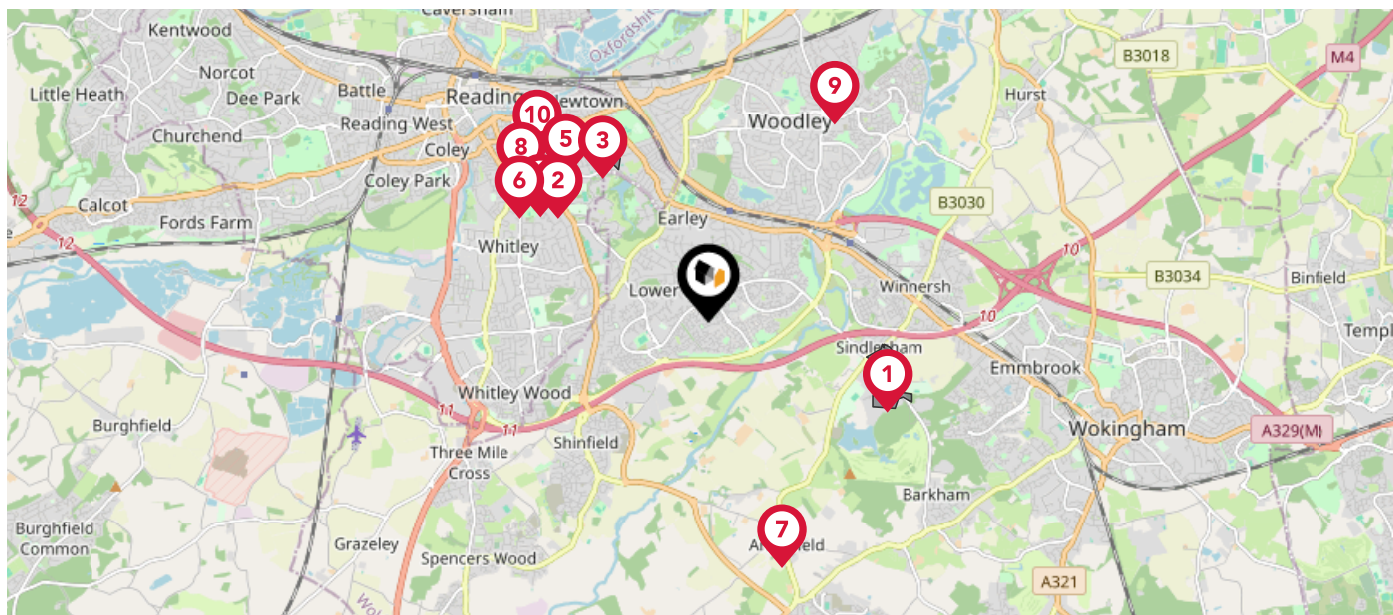 Caversham
Kentwood
Oxfordshire
B3018
M4
Norcot
Little Heath
Dee Park
Battle
Reading
Newtown
9
Hurst
10
Woodley
Churchend
Reading West
8
5
3
Coley
Coley Park
6
2
12
Calcot
B3030
Fords Farm
Earley
12
Whitley
10
B3034
Binfield
Lower
Winnersh
10
Sindlesham
1
Emmbrook
Whitley Wood
11
11
Burghfield
Wokingham
A329(M)
Shinfield
Three Mile
Cross
Barkham
7
Burghfield
Common
Grazeley
Spencers Wood
A321